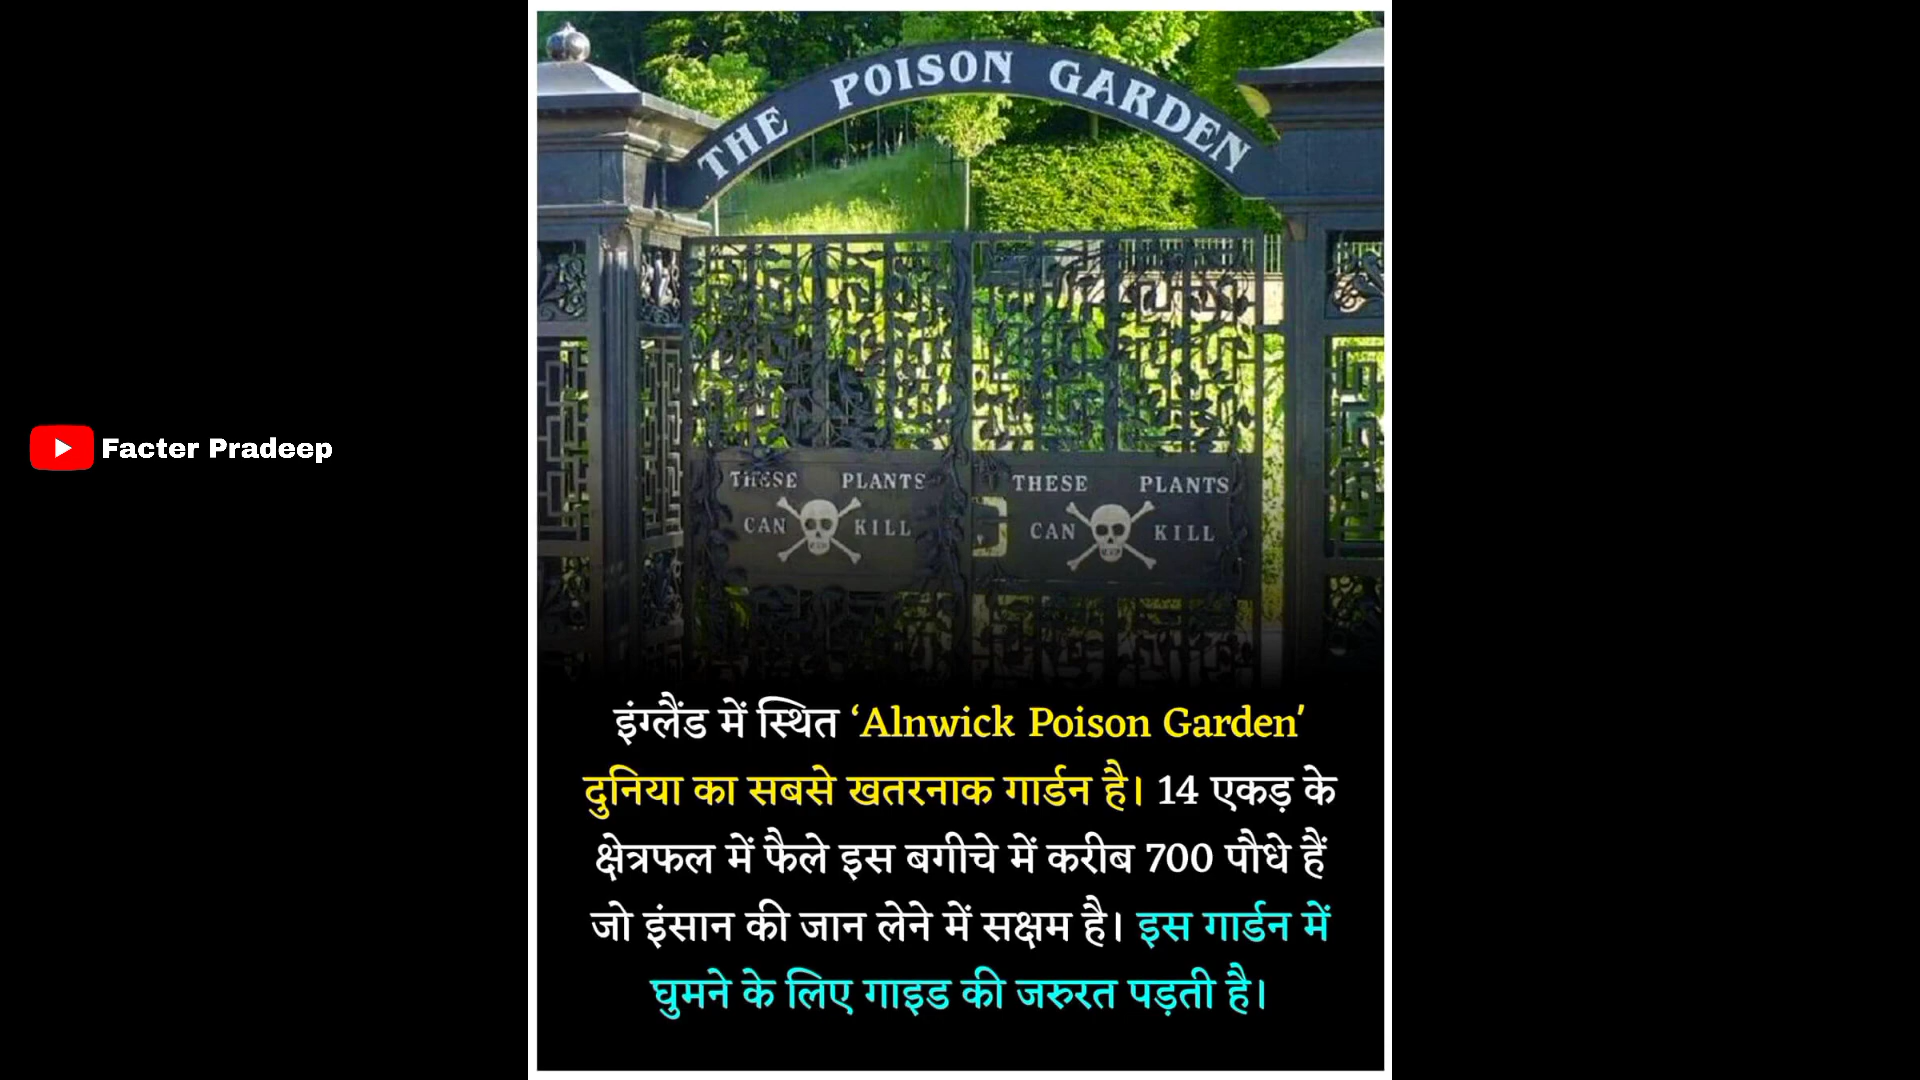 THE POISON GARDEN
THESE PLANTS
CAN KILL
THESE PLANTS
CAN KILL
Facter Pradeep
इंग्लैंड में स्थित ‘Alnwick Poison Garden'
दुनिया का सबसे खतरनाक गार्डन है। 14 एकड़ के
क्षेत्रफल में फैले इस बगीचे में करीब 700 पौधे हैं
जो इंसान की जान लेने में सक्षम है। इस गार्डन में
घुमने के लिए गाइड की जरुरत पड़ती है।